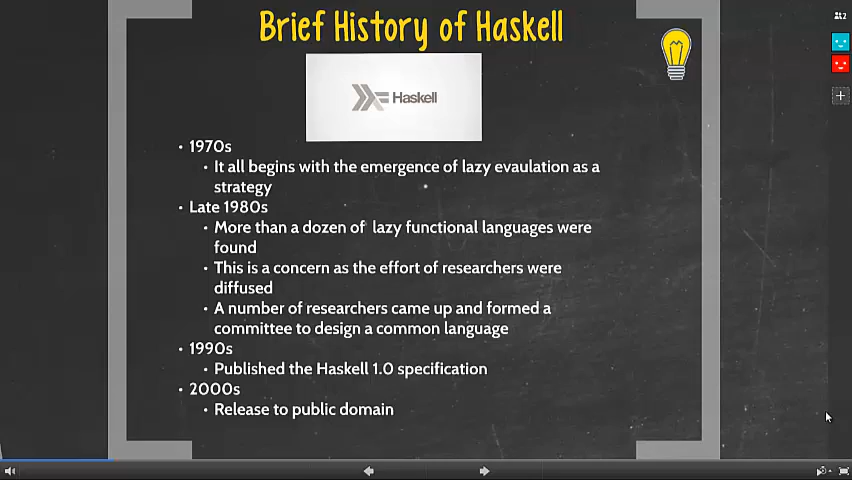 Brief History of Haskell
Haskell
• 1970s
• It all begins with the emergence of lazy evaulation as a
strategy
• Late 1980s
• More than a dozen of lazy functional languages were
found
• This is a concern as the effort of researchers were
diffused
• A number of researchers came up and formed a
committee to design a common language
• 1990s
• Published the Haskell 1.0 specification
• 2000s
• Release to public domain
2